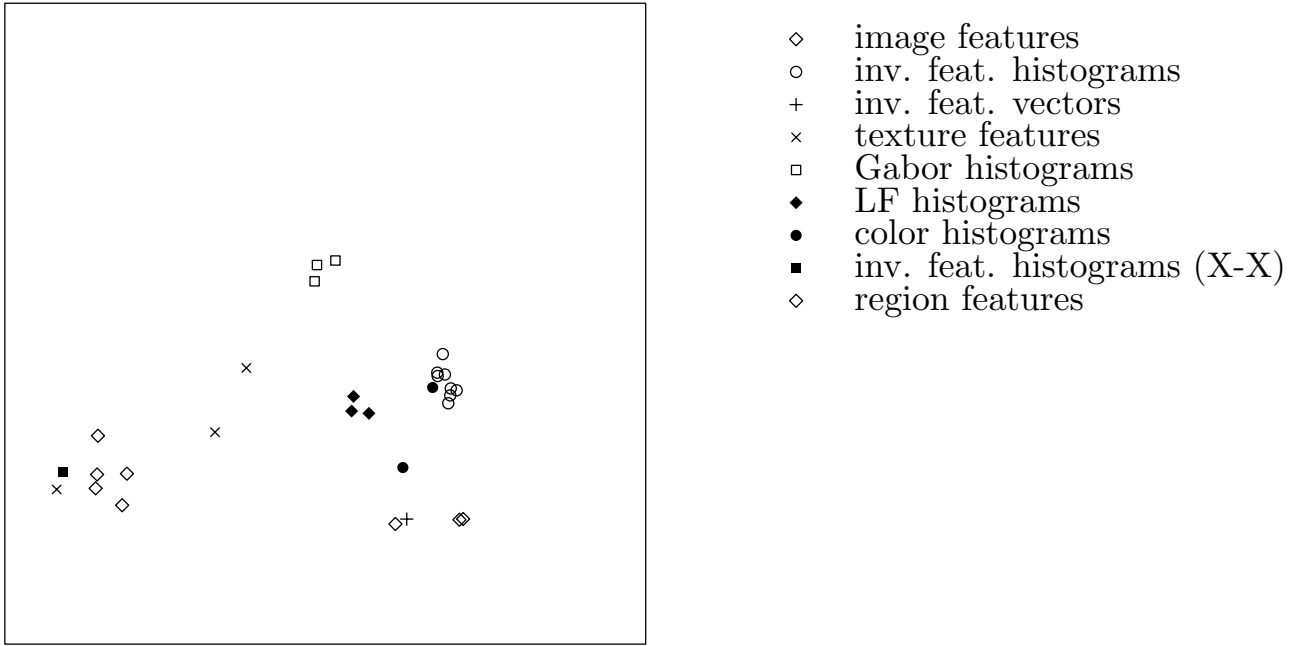 image features
inv. feat. histograms
inv. feat. vectors
texture features
Gabor histograms
LF histograms
color histograms
inv. feat. histograms (X-X)
region features